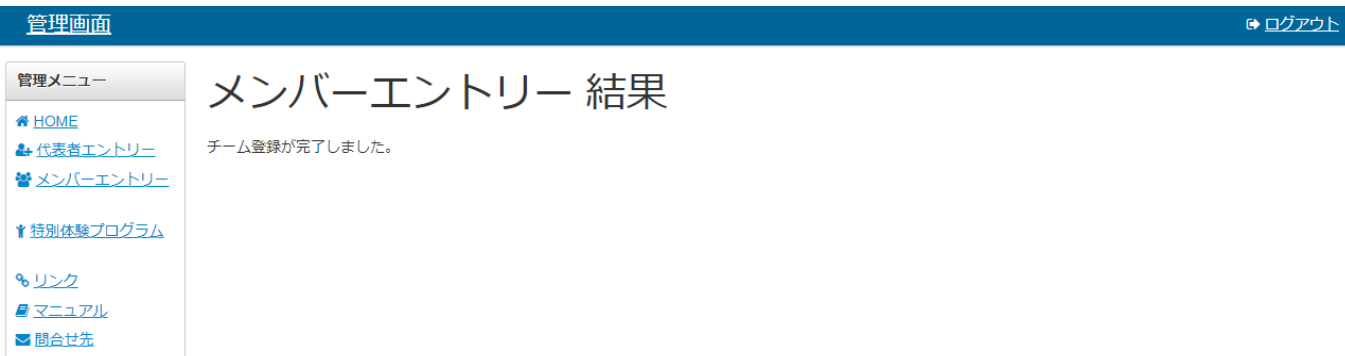 管理画面
ログアウト
管理メニュー
HOME
代表者エントリー
メンバーエントリー
特別体験プログラム
リンク
マニュアル
問合せ先
メンバーエントリー 結果
チーム登録が完了しました。